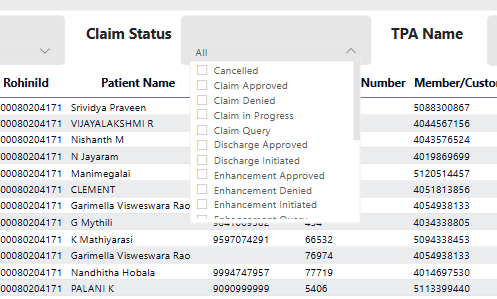 Claim Status
TPA Name
All
RohiniId Patient Name Number Member/Custo
Cancelled
Claim Approved
Claim Denied
Claim in Progress
Claim Query
Discharge Approved
Discharge Initiated
Enhancement Approved
Enhancement Denied
Enhancement Initiated
Enhancement Query
00080204171 Srividya Praveen 5088300867
00080204171 VIJAYALAKSHMI R 4044567156
00080204171 Nishanth M 4043576524
00080204171 N Jayaram 4019869699
00080204171 Manimegalai 5120514457
00080204171 CLEMENT 4051813856
00080204171 Garimella Visweswara Rao 4054938133
00080204171 G Mythili 4034338805
00080204171 K Mathiyarasi 9597074291 66532 5094338453
00080204171 Garimella Visweswara Rao 76974 4054938133
00080204171 Nandhitha Hobala 9994747957 77719 4014697530
00080204171 PALANI K 9090999999 5406 5113399440